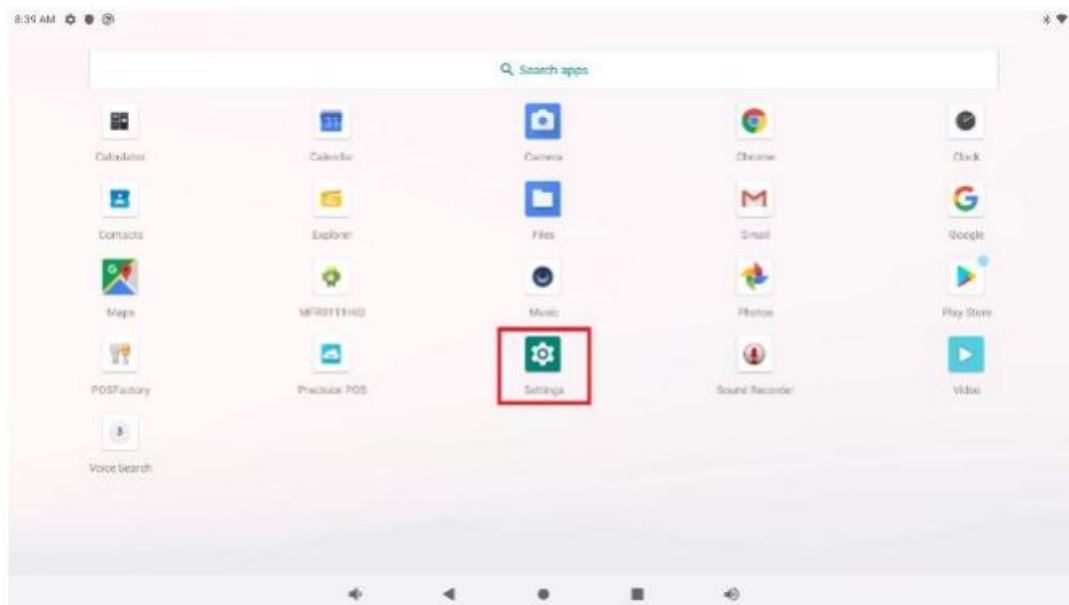 8:39 AM
Search apps
Calculator Calendar Camera Chrome Clock
Contacts Explorer Files Gmail Google
Maps Music Photos Play Store
POSFactory Precision POS Settings Sound Recorder Video
Voice Search